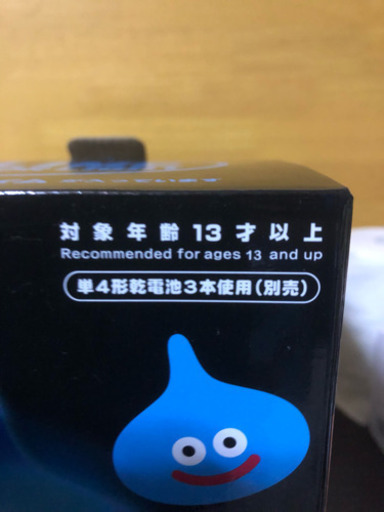 対象年齢13才以上
Recommended for ages 13 and up
単4形乾電池3本使用(別売)